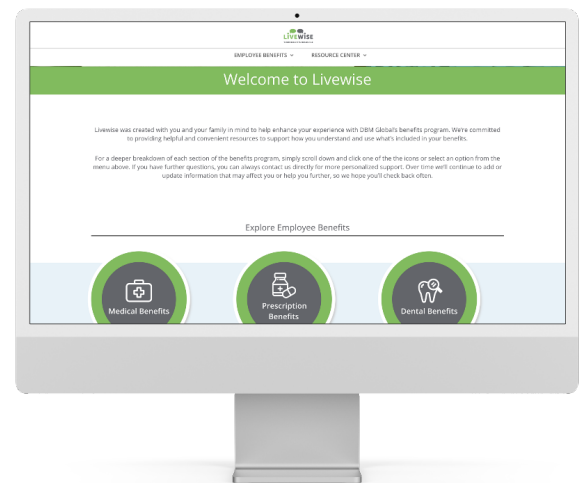 LIVEWISE
EMPLOYEE BENEFITS
RESOURCE CENTER
Welcome to Livewise
Livewise was created with you and your family in mind to help enhance your experience with DBM Global's benefits program. We're committed
to providing helpful and convenient resources to support how you understand and use what's included in your benefits.
For a deeper breakdown of each section of the benefits program, simply scroll down and click one of the the icons or select an option from the
menu above. If you have further questions, you can always contact us directly for more personalized support. Over time we'll continue to add or
update information that may affect you or help you further, so we hope you'll check back often.
Explore Employee Benefits
Medical Benefits
Prescription
Benefits
Dental Benefits